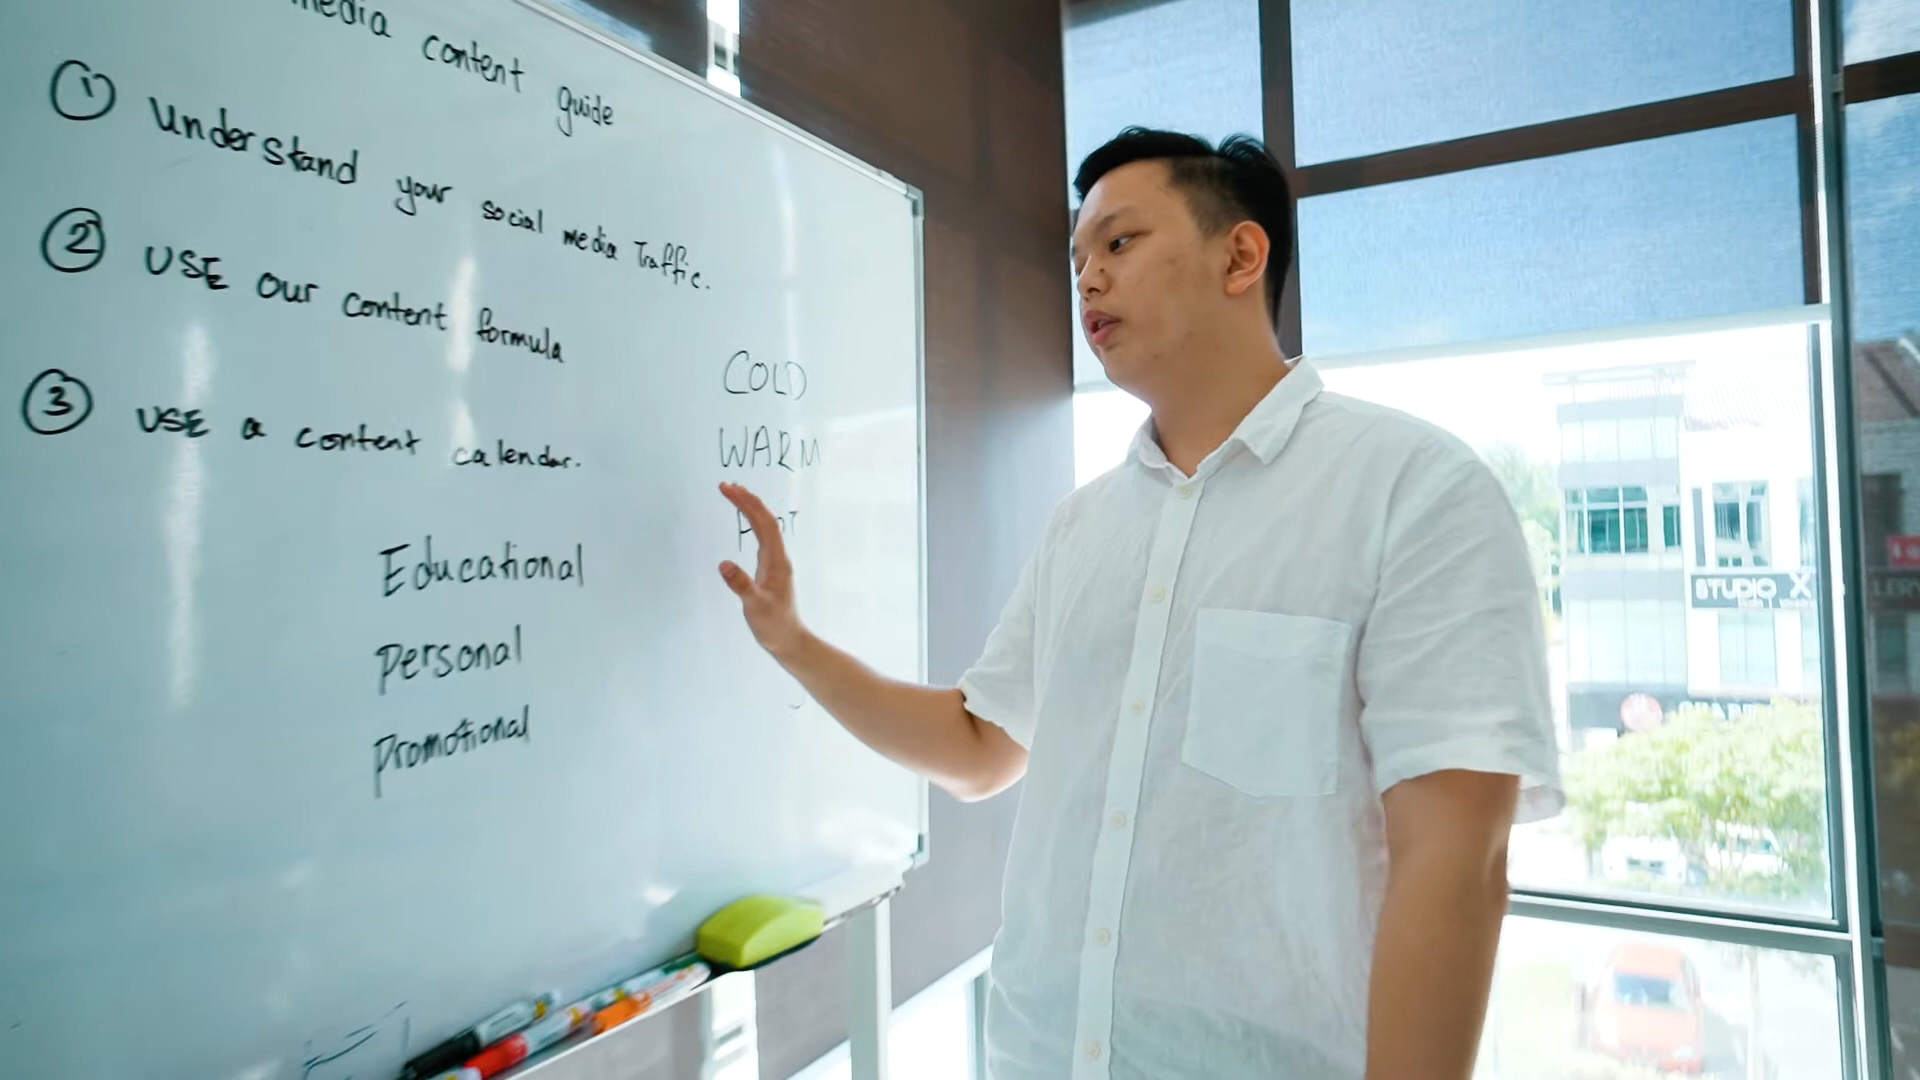 media content guide
① Understand your social media Traffic.
② USE our content formula
③ USE a content calendar.
COLD
WARM
Educational
Personal
Promotional
STUDIO X